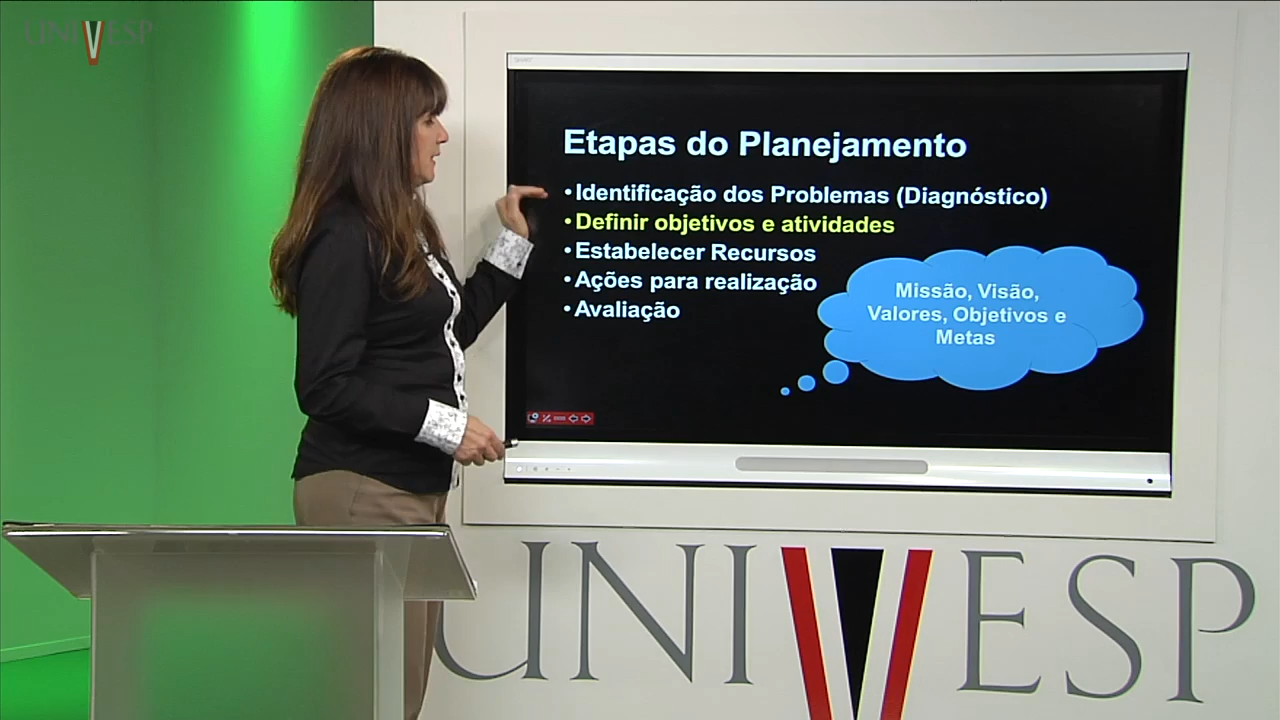 UNIVESP
Etapas do Planejamento
• Identificação dos Problemas (Diagnóstico)
• Definir objetivos e atividades
• Estabelecer Recursos
• Ações para realização
• Avaliação
Missão, Visão,
Valores, Objetivos e
Metas
UNIVESP